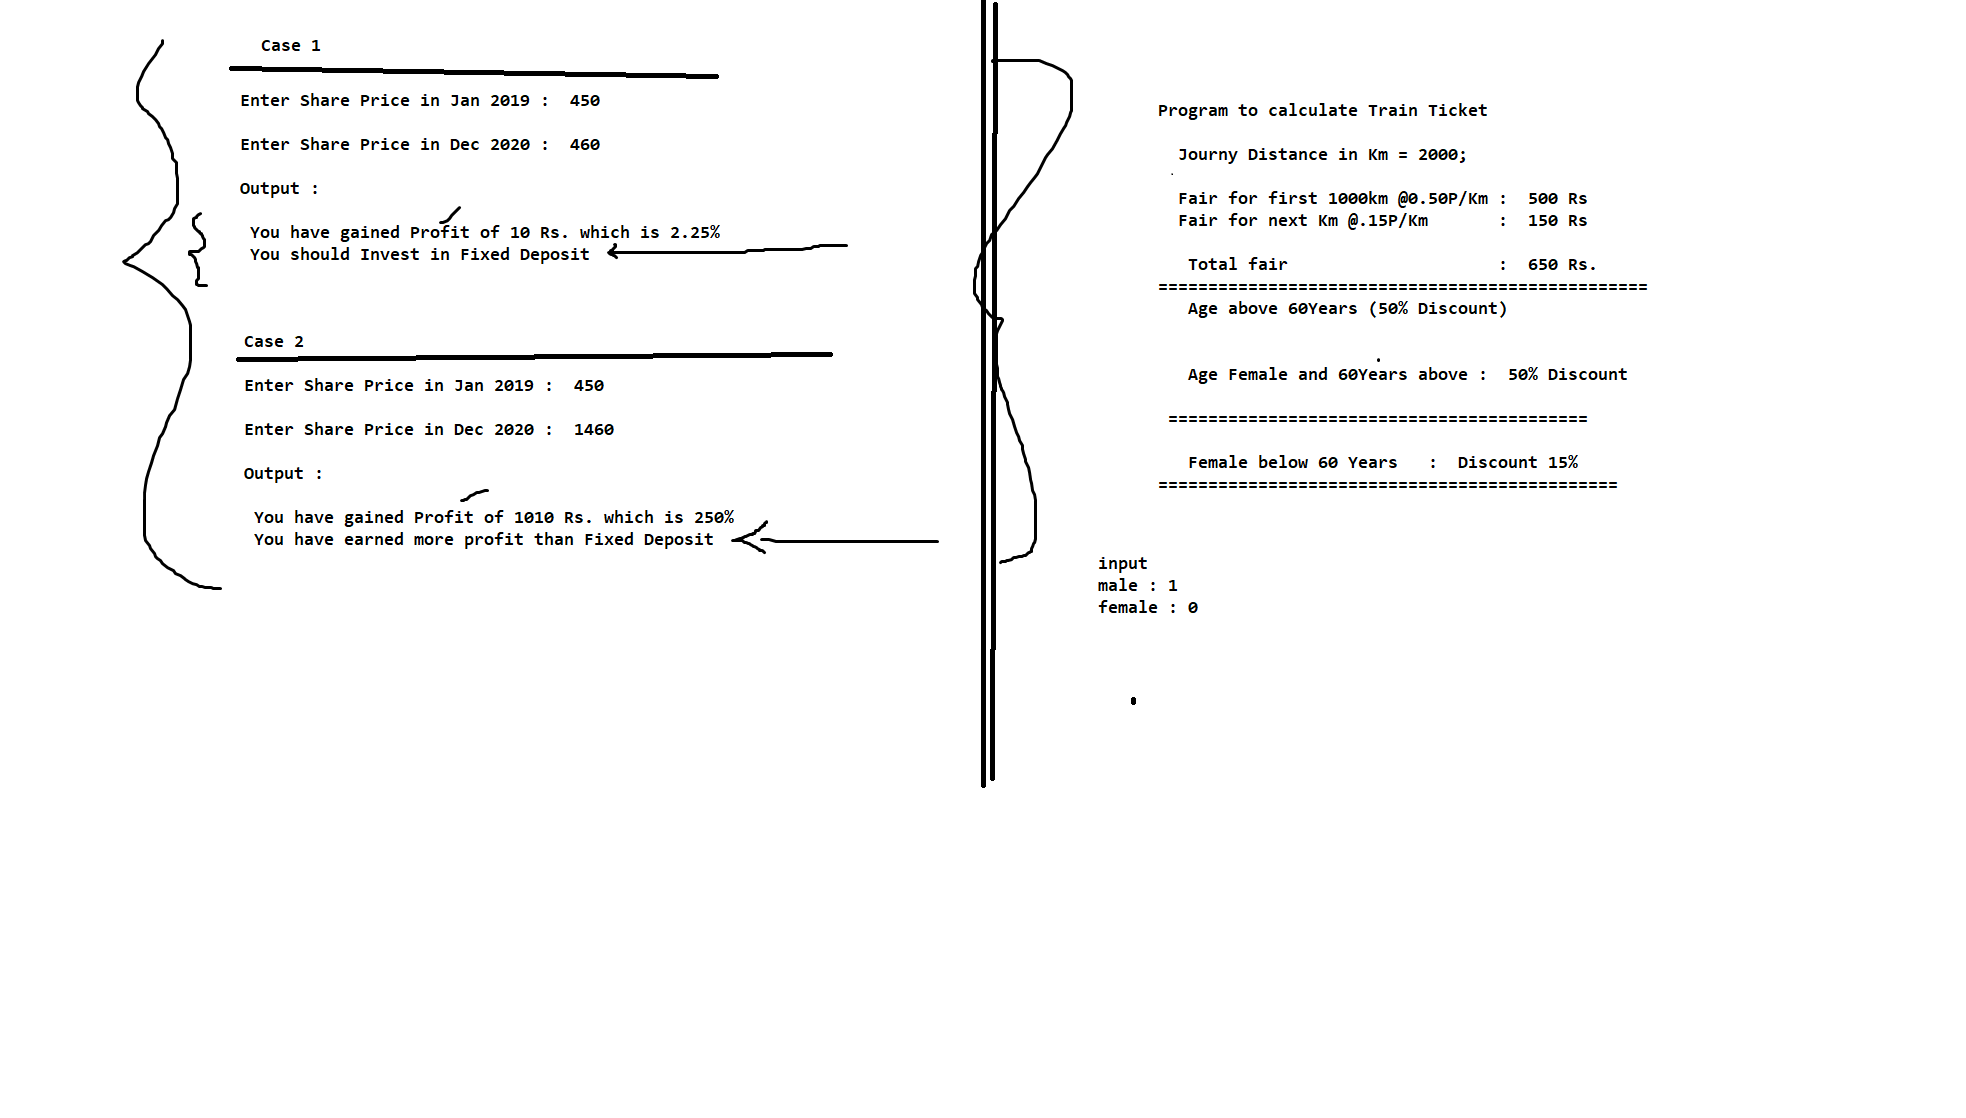 Case 1
Enter Share Price in Jan 2019 :  450
Enter Share Price in Dec 2020 :  460
Output :
You have gained Profit of 10 Rs. which is 2.25%
You should Invest in Fixed Deposit
Case 2
Enter Share Price in Jan 2019 :  450
Enter Share Price in Dec 2020 :  1460
Output :
You have gained Profit of 1010 Rs. which is 250%
You have earned more profit than Fixed Deposit
Program to calculate Train Ticket
Journy Distance in Km = 2000;
Fair for first 1000km @0.50P/Km :  500 Rs
Fair for next Km @.15P/Km       :  150 Rs
Total fair                     :  650 Rs.
=================================================
Age above 60Years (50% Discount)
Age Female and 60Years above :  50% Discount
==========================================
Female below 60 Years   :  Discount 15%
==============================================
input
male : 1
female : 0